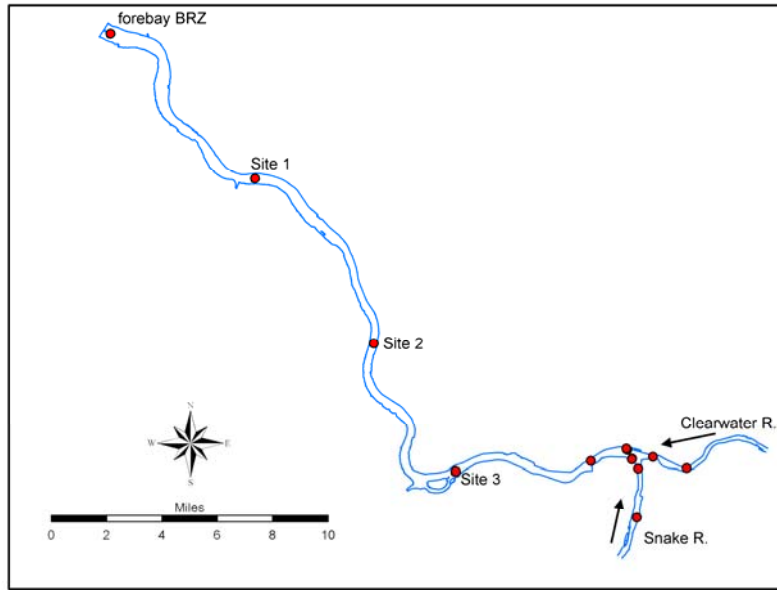 forebay BRZ
Site 1
Site 2
Clearwater R.
Site 3
Snake R.
N
W E
S
Miles
0 2 4 6 8 10